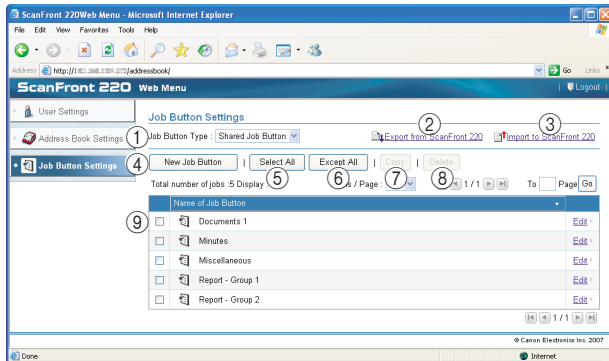 ScanFront 220Web Menu - Microsoft Internet Explorer
File Edit View Favorites Tools Help
Address http:// /addressbook/ Go Links »
ScanFront 220 Web Menu | Logout |
User Settings
Address Book Settings
Job Button Settings
Job Button Settings
② ③
① Job Button Type : Shared Job Button Export from ScanFront 220 Import to ScanFront 220
④ New Job Button | Select All Except All | Copy | Delete
⑤ ⑥ ⑦ ⑧
Total number of jobs :5 Display / Page : 1 / 1 To Page Go
Name of Job Button
⑨ Documents 1 Edit
Minutes Edit
Miscellaneous Edit
Report - Group 1 Edit
Report - Group 2 Edit
1 / 1
© Canon Electronics Inc. 2007
Done Internet